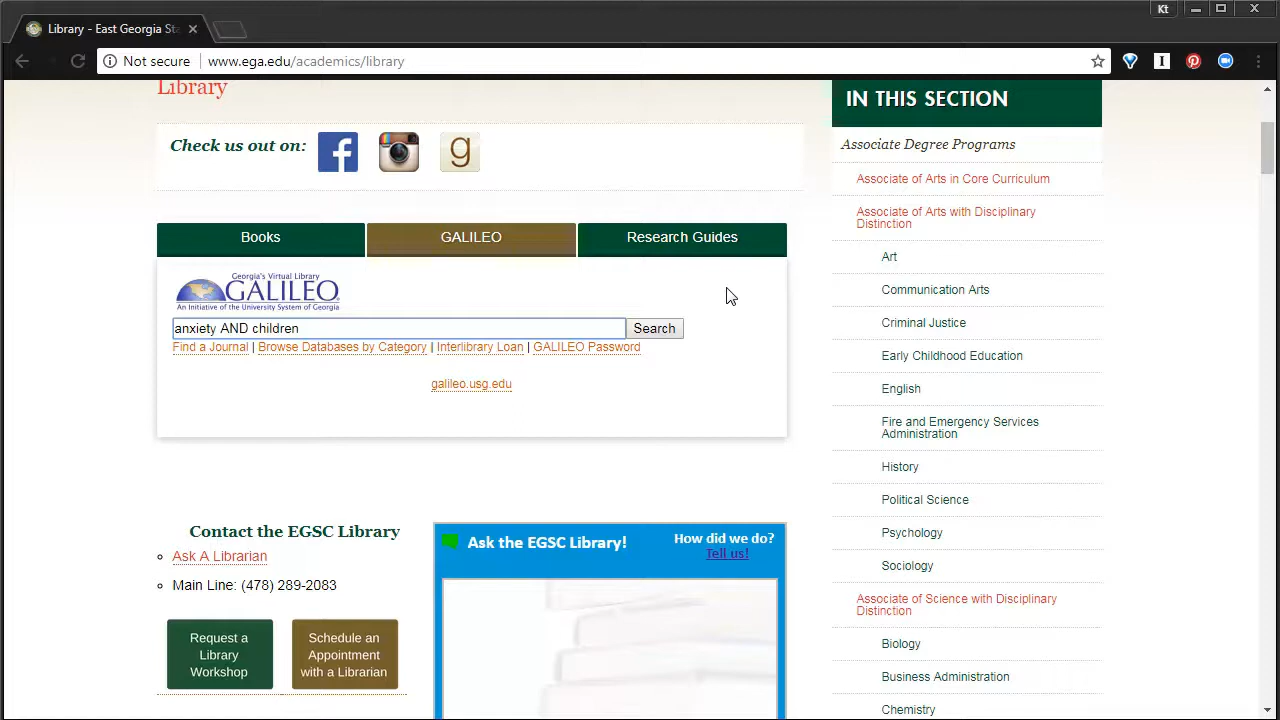 Kt
Library - East Georgia Sta
Not secure
www.ega.edu/academics/library
I
Library
Check us out on:
f
g
Books
GALILEO
Research Guides
Georgia's Virtual Library
GALILEO
An Initiative of the University System of Georgia
anxiety AND children
Search
Find a Journal | Browse Databases by Category | Interlibrary Loan | GALILEO Password
galileo.usg.edu
Contact the EGSC Library
Ask A Librarian
Main Line: (478) 289-2083
Request a
Library
Workshop
Schedule an
Appointment
with a Librarian
Ask the EGSC Library!
How did we do?
Tell us!
IN THIS SECTION
Associate Degree Programs
Associate of Arts in Core Curriculum
Associate of Arts with Disciplinary
Distinction
Art
Communication Arts
Criminal Justice
Early Childhood Education
English
Fire and Emergency Services
Administration
History
Political Science
Psychology
Sociology
Associate of Science with Disciplinary
Distinction
Biology
Business Administration
Chemistry